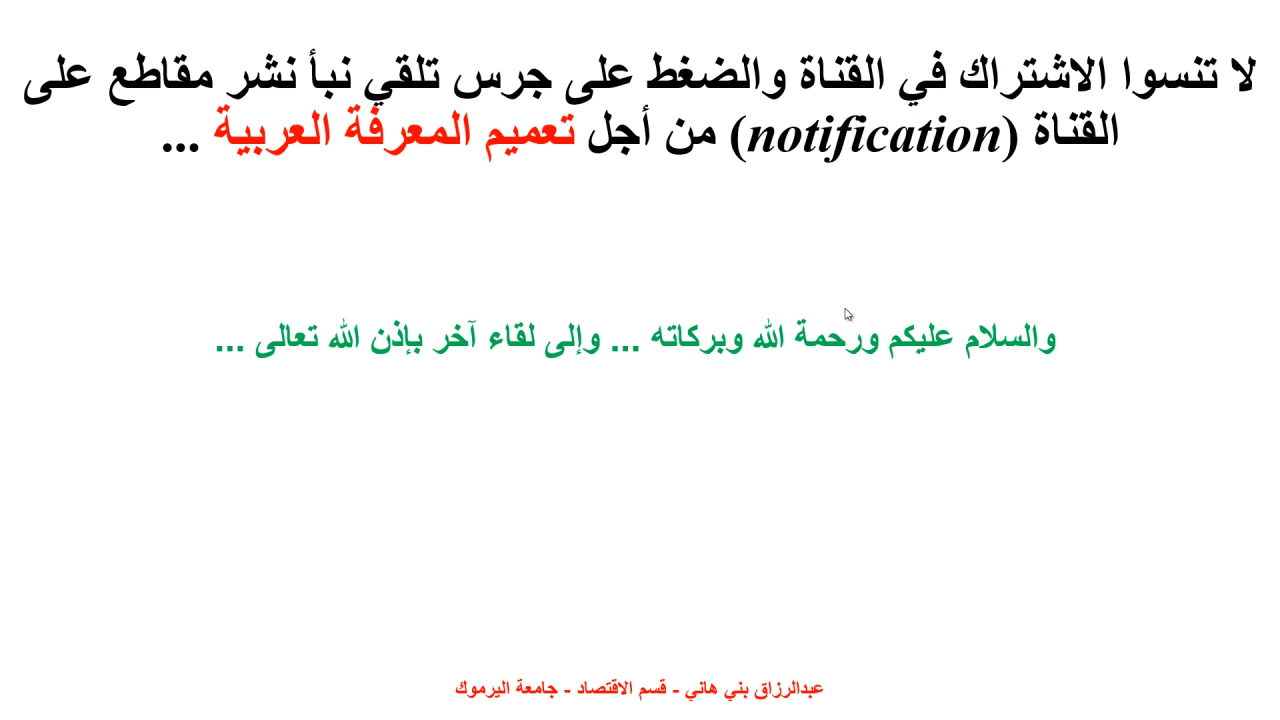 لا تنسوا الاشتراك في القناة والضغط على جرس تلقي نبأ نشر مقاطع على
القناة (notification) من أجل تعميم المعرفة العربية ...
والسلام عليكم ورحمة الله وبركاته ... وإلى لقاء آخر بإذن الله تعالى ...
عبدالرزاق بني هاني - قسم الاقتصاد - جامعة اليرموك